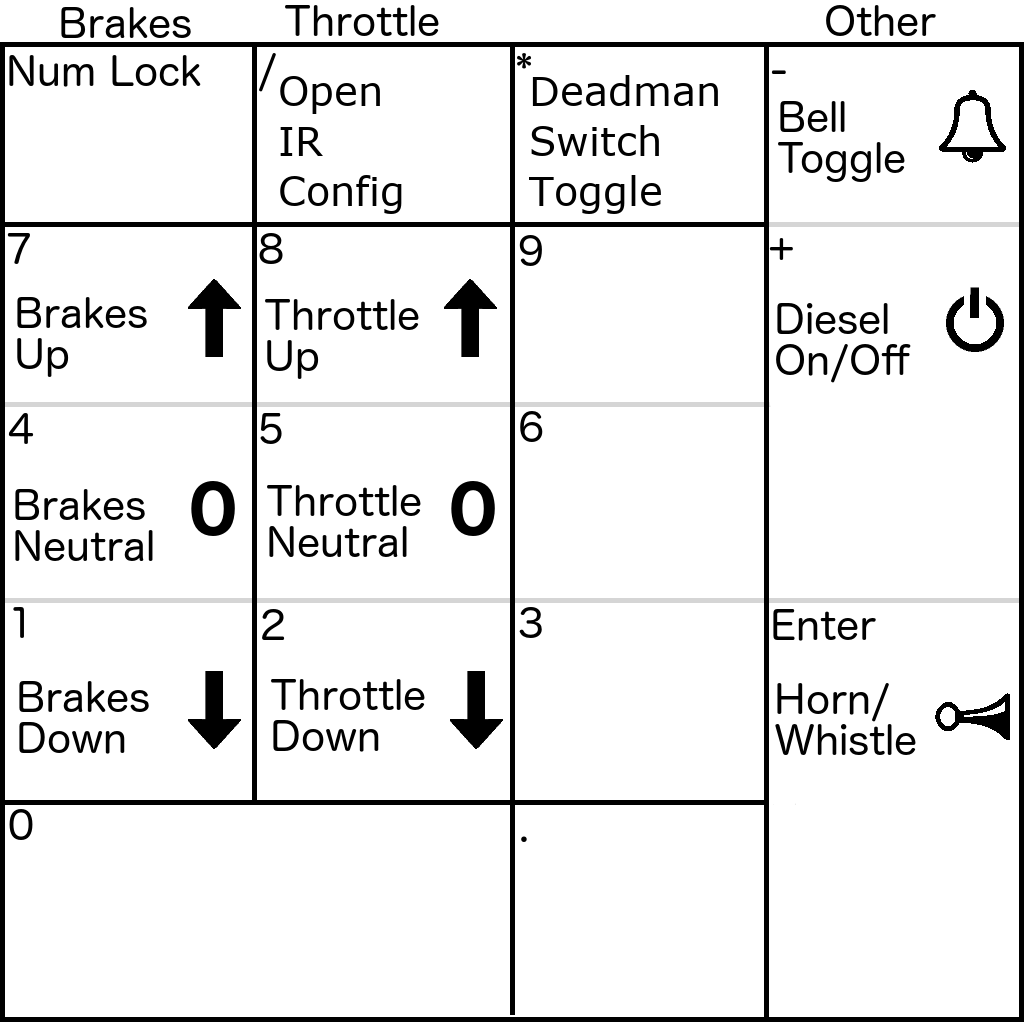 Brakes
Throttle
Other
Num Lock
/
Open
IR
Config
*
Deadman
Switch
Toggle
-
Bell
Toggle
7
Brakes
Up
8
Throttle
Up
9
+
Diesel
On/Off
4
Brakes
Neutral
0
5
Throttle
Neutral
0
6
1
Brakes
Down
2
Throttle
Down
3
Enter
Horn/
Whistle
0
.